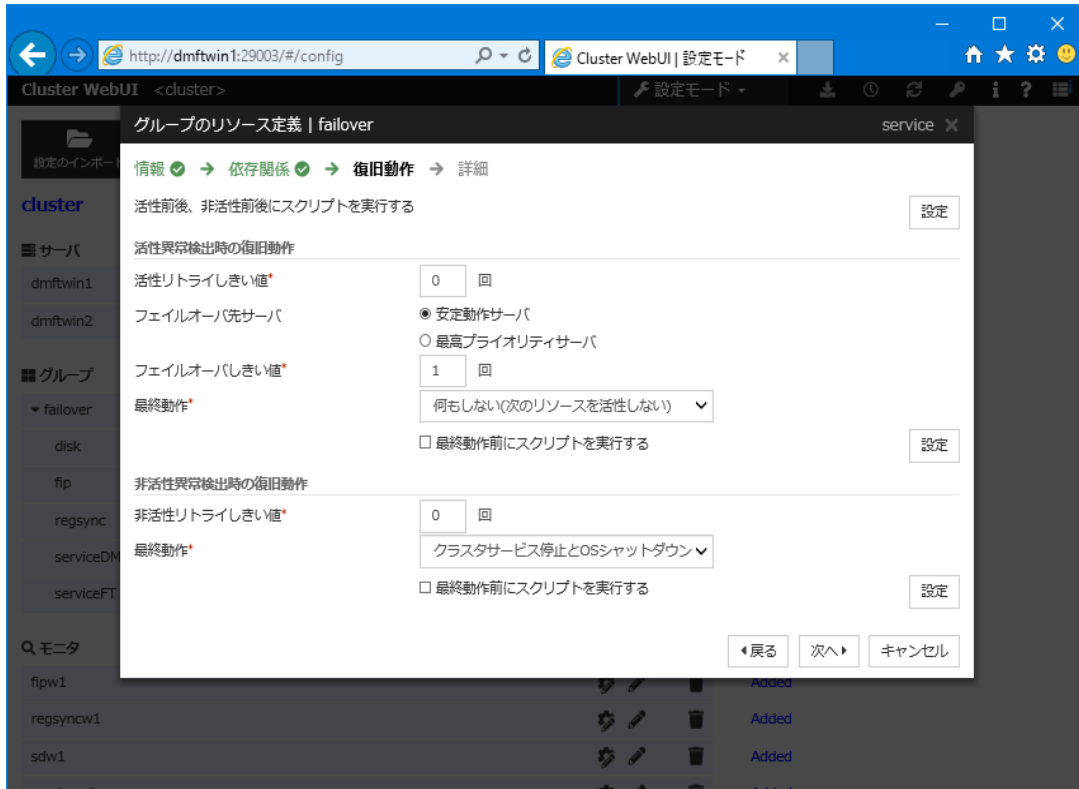 http://dmftwin1:29003/#/config
Cluster WebUI | 設定モード
Cluster WebUI <cluster> 設定モード
設定のインポート
cluster
サーバ
dmftwin1
dmftwin2
グループ
failover
disk
fip
regsync
serviceDM
serviceFT
モニタ
グループのリソース定義 | failover service
情報 → 依存関係 → 復旧動作 → 詳細
活性前後、非活性前後にスクリプトを実行する 設定
活性異常検出時の復旧動作
活性リトライしきい値* 0 回
フェイルオーバ先サーバ 安定動作サーバ
最高プライオリティサーバ
フェイルオーバしきい値* 1 回
最終動作* 何もしない(次のリソースを活性しない)
最終動作前にスクリプトを実行する 設定
非活性異常検出時の復旧動作
非活性リトライしきい値* 0 回
最終動作* クラスタサービス停止とOSシャットダウン
最終動作前にスクリプトを実行する 設定
戻る 次へ キャンセル
fipw1 Added
regsyncw1 Added
sdw1 Added